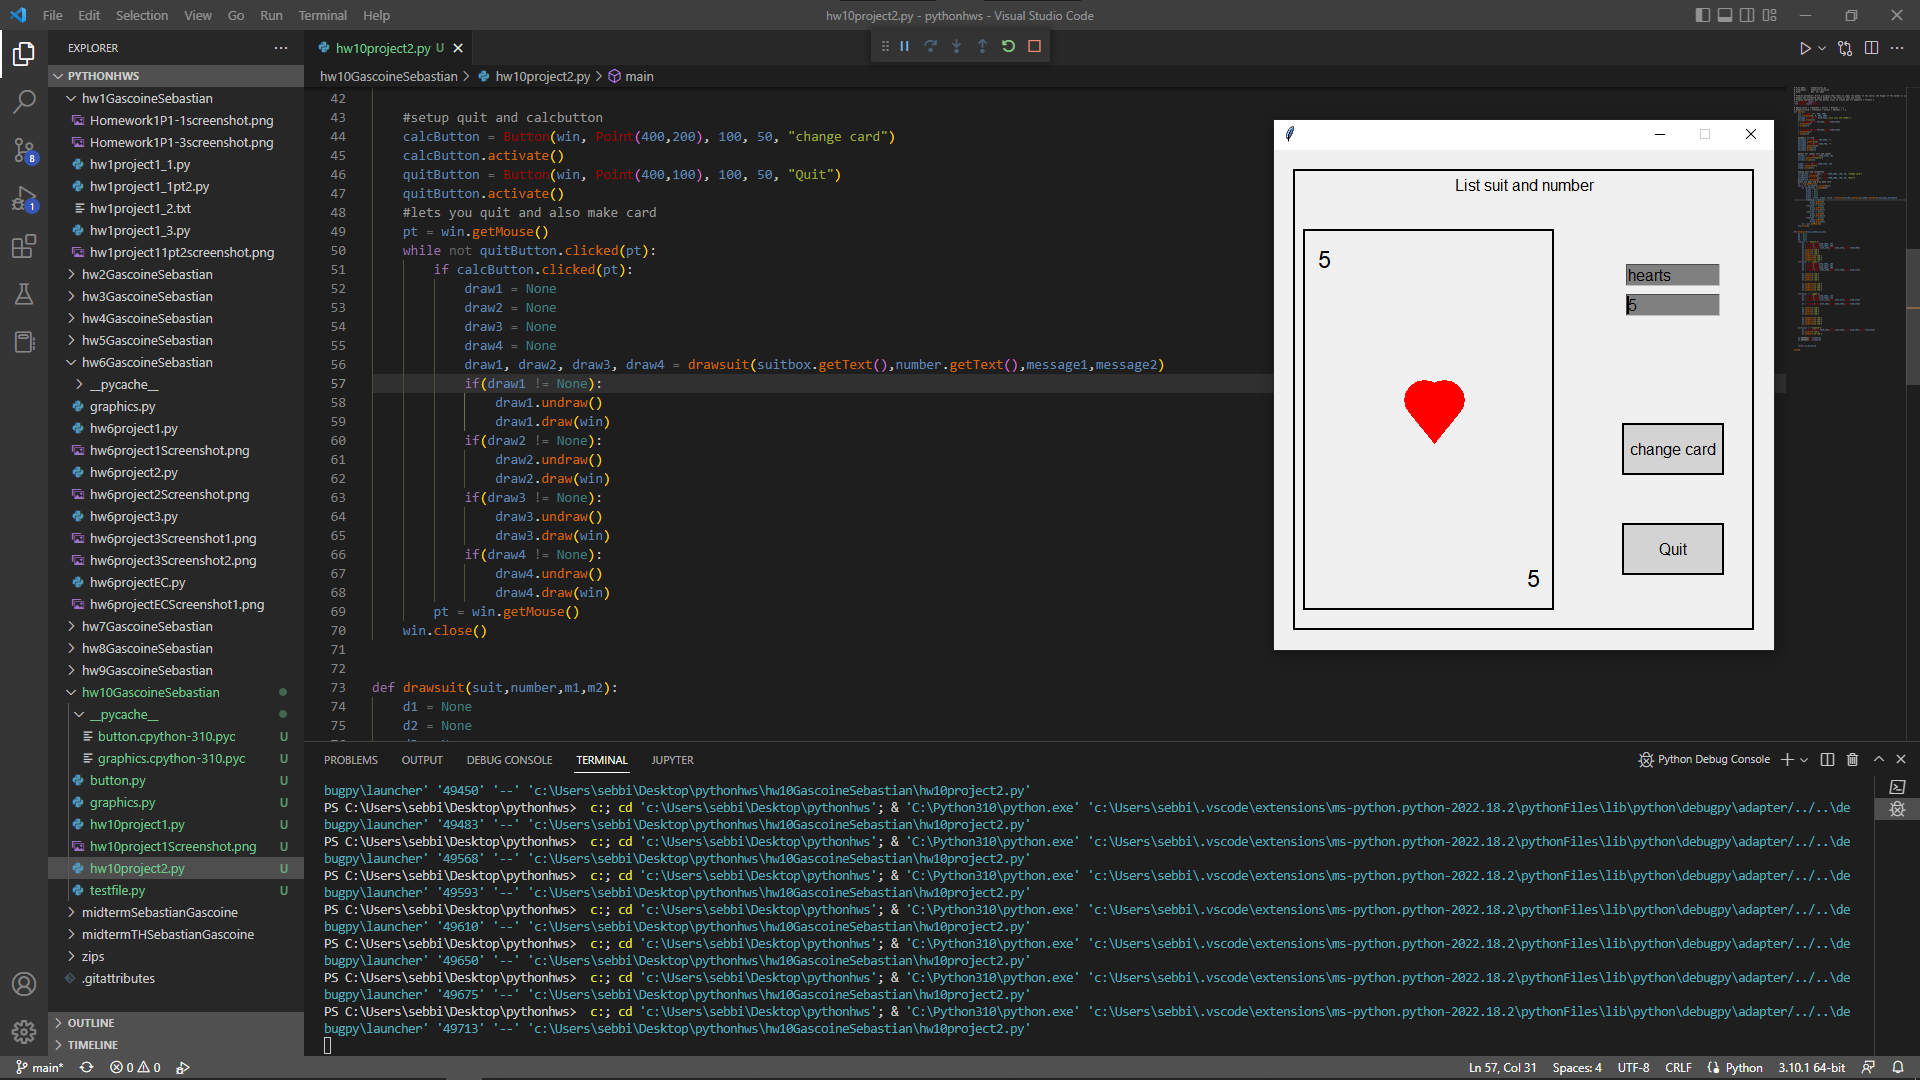 File Edit Selection View Go Run Terminal Help
hw10project2.py - pythonhws - Visual Studio Code
EXPLORER
PYTHONHWS
hw1GascoineSebastian
Homework1P1-1screenshot.png
Homework1P1-3screenshot.png
hw1project1_1.py
hw1project1_1pt2.py
hw1project1_2.txt
hw1project1_3.py
hw1project11pt2screenshot.png
hw2GascoineSebastian
hw3GascoineSebastian
hw4GascoineSebastian
hw5GascoineSebastian
hw6GascoineSebastian
__pycache__
graphics.py
hw6project1.py
hw6project1Screenshot.png
hw6project2.py
hw6project2Screenshot.png
hw6project3.py
hw6project3Screenshot1.png
hw6project3Screenshot2.png
hw6projectEC.py
hw6projectECScreenshot1.png
hw7GascoineSebastian
hw8GascoineSebastian
hw9GascoineSebastian
hw10GascoineSebastian
__pycache__
button.cpython-310.pyc U
graphics.cpython-310.pyc U
button.py U
graphics.py U
hw10project1.py U
hw10project1Screenshot.png U
hw10project2.py U
testfile.py U
midtermSebastianGascoine
midtermTHSebastianGascoine
zips
.gitattributes
OUTLINE
TIMELINE
8
1
hw10project2.py U
hw10GascoineSebastian > hw10project2.py > main
42
43 #setup quit and calcbutton
44 calcButton = Button(win, Point(400,200), 100, 50, "change card")
45 calcButton.activate()
46 quitButton = Button(win, Point(400,100), 100, 50, "Quit")
47 quitButton.activate()
48 #lets you quit and also make card
49 pt = win.getMouse()
50 while not quitButton.clicked(pt):
51 if calcButton.clicked(pt):
52 draw1 = None
53 draw2 = None
54 draw3 = None
55 draw4 = None
56 draw1, draw2, draw3, draw4 = drawsuit(suitbox.getText(),number.getText(),message1,message2)
57 if(draw1 != None):
58 draw1.undraw()
59 draw1.draw(win)
60 if(draw2 != None):
61 draw2.undraw()
62 draw2.draw(win)
63 if(draw3 != None):
64 draw3.undraw()
65 draw3.draw(win)
66 if(draw4 != None):
67 draw4.undraw()
68 draw4.draw(win)
69 pt = win.getMouse()
70 win.close()
71
72
73 def drawsuit(suit,number,m1,m2):
74 d1 = None
75 d2 = None
List suit and number
5
hearts
5
change card
Quit
5
PROBLEMS OUTPUT DEBUG CONSOLE TERMINAL JUPYTER
Python Debug Console
bugpy\launcher' '49450' '--' 'c:\Users\sebbi\Desktop\pythonhws\hw10GascoineSebastian\hw10project2.py'
PS C:\Users\sebbi\Desktop\pythonhws> c:; cd 'c:\Users\sebbi\Desktop\pythonhws'; & 'C:\Python310\python.exe' 'c:\Users\sebbi\.vscode\extensions\ms-python.python-2022.18.2\pythonFiles\lib\python\debugpy\adapter/../..\de
bugpy\launcher' '49483' '--' 'c:\Users\sebbi\Desktop\pythonhws\hw10GascoineSebastian\hw10project2.py'
PS C:\Users\sebbi\Desktop\pythonhws> c:; cd 'c:\Users\sebbi\Desktop\pythonhws'; & 'C:\Python310\python.exe' 'c:\Users\sebbi\.vscode\extensions\ms-python.python-2022.18.2\pythonFiles\lib\python\debugpy\adapter/../..\de
bugpy\launcher' '49568' '--' 'c:\Users\sebbi\Desktop\pythonhws\hw10GascoineSebastian\hw10project2.py'
PS C:\Users\sebbi\Desktop\pythonhws> c:; cd 'c:\Users\sebbi\Desktop\pythonhws'; & 'C:\Python310\python.exe' 'c:\Users\sebbi\.vscode\extensions\ms-python.python-2022.18.2\pythonFiles\lib\python\debugpy\adapter/../..\de
bugpy\launcher' '49593' '--' 'c:\Users\sebbi\Desktop\pythonhws\hw10GascoineSebastian\hw10project2.py'
PS C:\Users\sebbi\Desktop\pythonhws> c:; cd 'c:\Users\sebbi\Desktop\pythonhws'; & 'C:\Python310\python.exe' 'c:\Users\sebbi\.vscode\extensions\ms-python.python-2022.18.2\pythonFiles\lib\python\debugpy\adapter/../..\de
bugpy\launcher' '49610' '--' 'c:\Users\sebbi\Desktop\pythonhws\hw10GascoineSebastian\hw10project2.py'
PS C:\Users\sebbi\Desktop\pythonhws> c:; cd 'c:\Users\sebbi\Desktop\pythonhws'; & 'C:\Python310\python.exe' 'c:\Users\sebbi\.vscode\extensions\ms-python.python-2022.18.2\pythonFiles\lib\python\debugpy\adapter/../..\de
bugpy\launcher' '49650' '--' 'c:\Users\sebbi\Desktop\pythonhws\hw10GascoineSebastian\hw10project2.py'
PS C:\Users\sebbi\Desktop\pythonhws> c:; cd 'c:\Users\sebbi\Desktop\pythonhws'; & 'C:\Python310\python.exe' 'c:\Users\sebbi\.vscode\extensions\ms-python.python-2022.18.2\pythonFiles\lib\python\debugpy\adapter/../..\de
bugpy\launcher' '49675' '--' 'c:\Users\sebbi\Desktop\pythonhws\hw10GascoineSebastian\hw10project2.py'
PS C:\Users\sebbi\Desktop\pythonhws> c:; cd 'c:\Users\sebbi\Desktop\pythonhws'; & 'C:\Python310\python.exe' 'c:\Users\sebbi\.vscode\extensions\ms-python.python-2022.18.2\pythonFiles\lib\python\debugpy\adapter/../..\de
bugpy\launcher' '49713' '--' 'c:\Users\sebbi\Desktop\pythonhws\hw10GascoineSebastian\hw10project2.py'
main* 0 0
Ln 57, Col 31 Spaces: 4 UTF-8 CRLF Python 3.10.1 64-bit